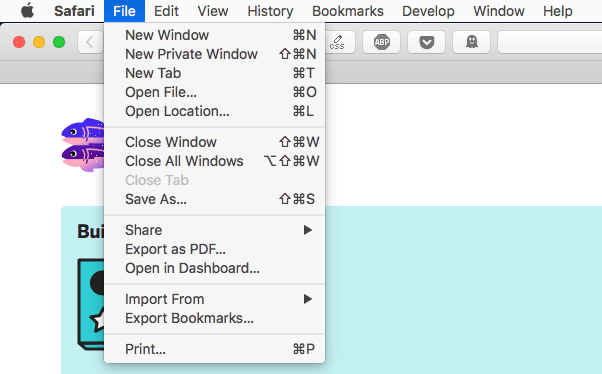 Safari File Edit View History Bookmarks Develop Window Help
CSS ABP
New Window ⌘N
New Private Window ⇧⌘N
New Tab ⌘T
Open File... ⌘O
Open Location... ⌘L
Close Window ⇧⌘W
Close All Windows ⌥⇧⌘W
Close Tab
Save As... ⇧⌘S
Share
Export as PDF...
Open in Dashboard...
Import From
Export Bookmarks...
Print... ⌘P
Bui